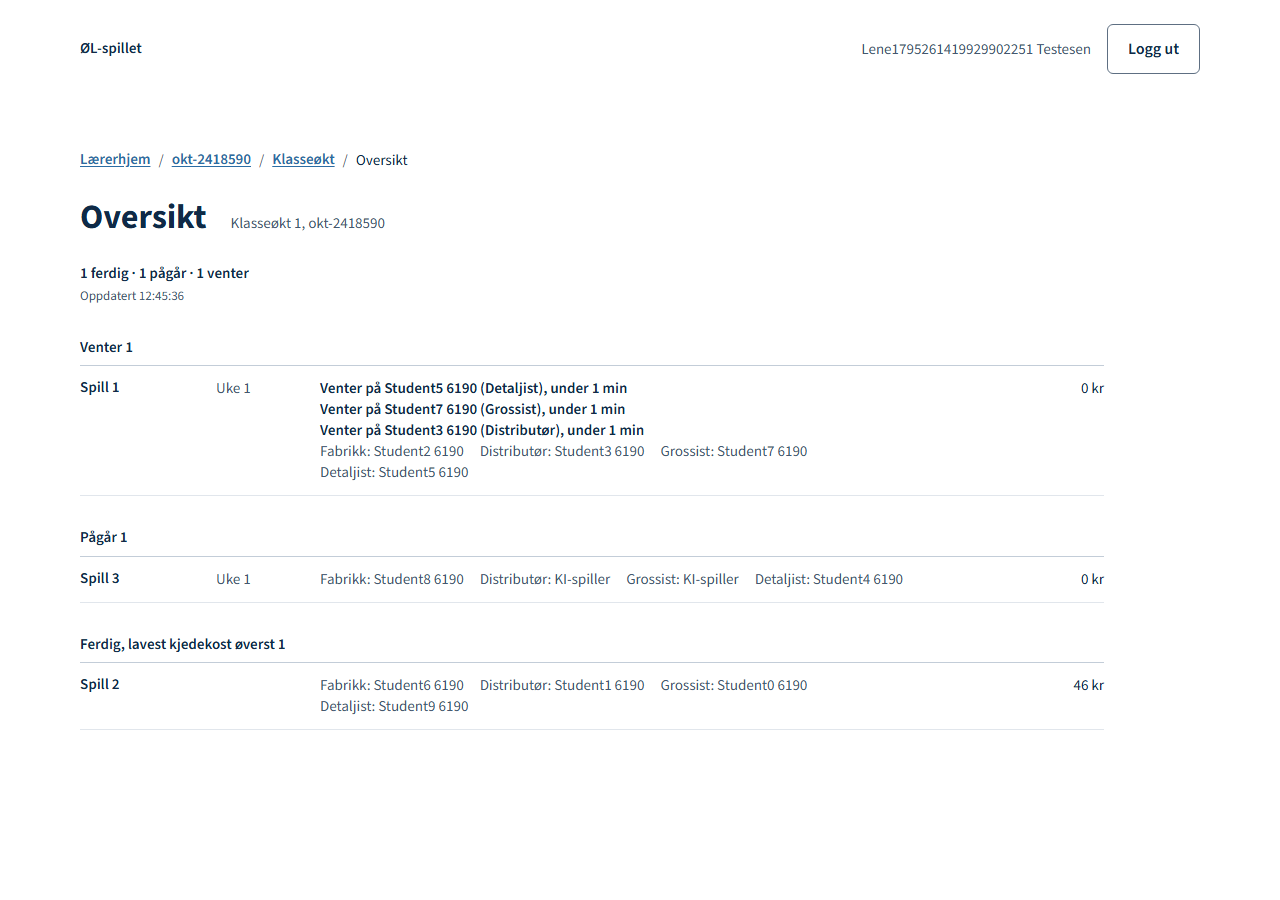 ØL-spillet
Lene1795261419929902251 Testesen
Logg ut
Lærerhjem / okt-2418590 / Klasseøkt / Oversikt
Oversikt Klasseøkt 1, okt-2418590
1 ferdig · 1 pågår · 1 venter
Oppdatert 12:45:36
Venter 1
Spill 1 Uke 1 Venter på Student5 6190 (Detaljist), under 1 min 0 kr
Venter på Student7 6190 (Grossist), under 1 min
Venter på Student3 6190 (Distributør), under 1 min
Fabrikk: Student2 6190 Distributør: Student3 6190 Grossist: Student7 6190
Detaljist: Student5 6190
Pågår 1
Spill 3 Uke 1 Fabrikk: Student8 6190 Distributør: KI-spiller Grossist: KI-spiller Detaljist: Student4 6190 0 kr
Ferdig, lavest kjedekost øverst 1
Spill 2 Fabrikk: Student6 6190 Distributør: Student1 6190 Grossist: Student0 6190 46 kr
Detaljist: Student9 6190